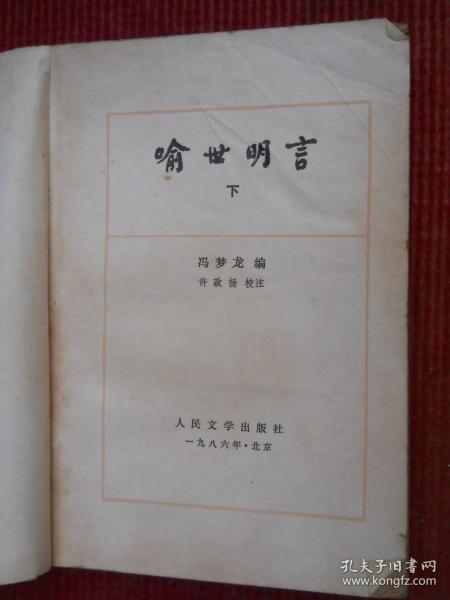 喻世明言
下
冯梦龙 编
许政扬 校注
人民文学出版社
一九八六年·北京
孔夫子旧书网
www.kongfz.com